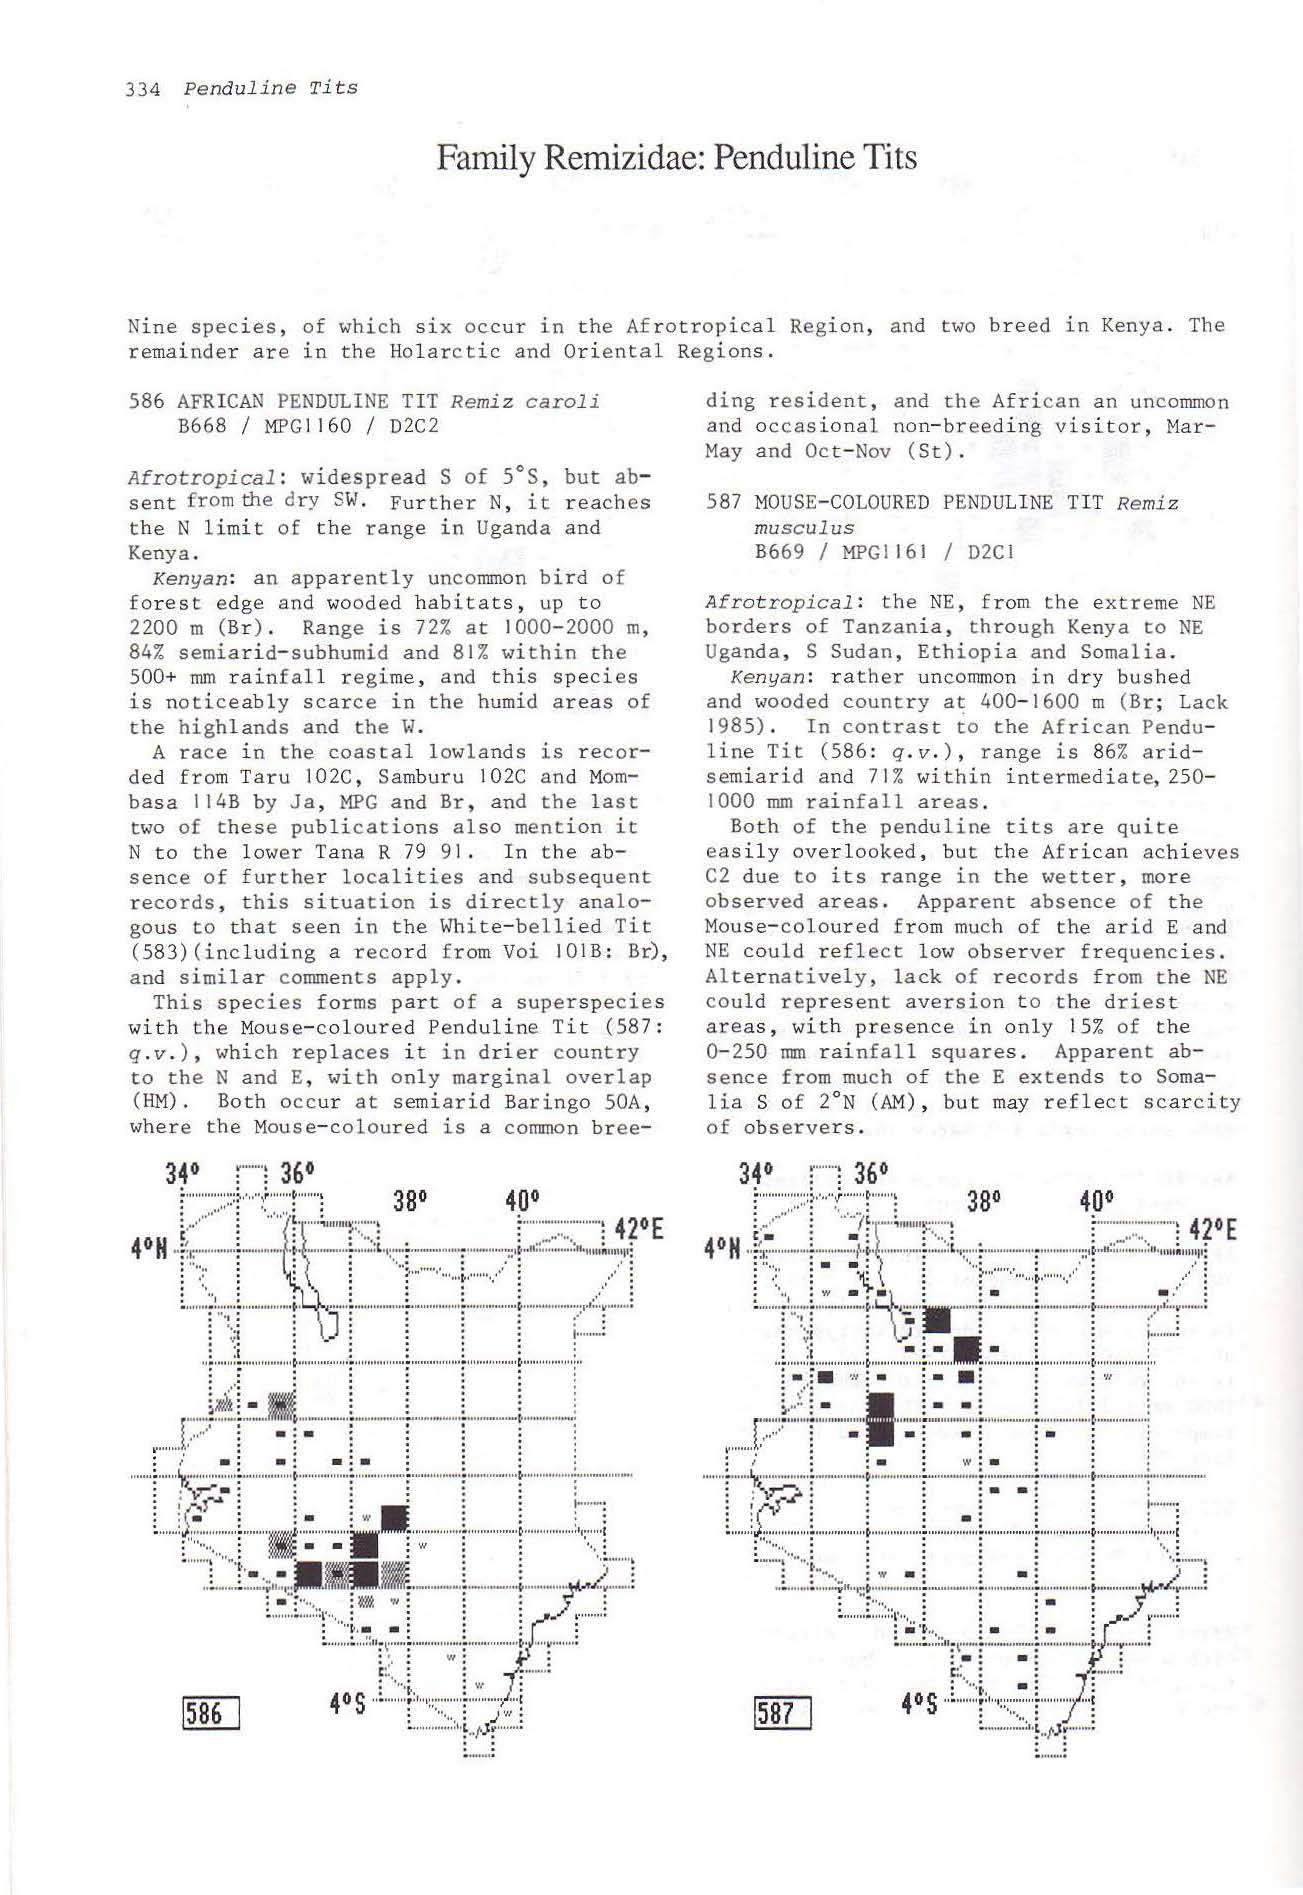 334 Penduline Tits
Family Remizidae: Penduline Tits
Nine species, of which six occur in the Afrotropical Region, and two breed in Kenya. The
remainder are in the Holarctic and Oriental Regions.
586 AFRICAN PENDULINE TIT Remiz caroli
B668 / MPG1160 / D2C2
Afrotropical: widespread S of 5°S, but ab-
sent from the dry SW. Further N, it reaches
the N limit of the range in Uganda and
Kenya.
Kenyan: an apparently uncommon bird of
forest edge and wooded habitats, up to
2200 m (Br). Range is 72% at 1000-2000 m,
84% semiarid-subhumid and 81% within the
500+ mm rainfall regime, and this species
is noticeably scarce in the humid areas of
the highlands and the W.
A race in the coastal lowlands is recor-
ded from Taru 102C, Samburu 102C and Mom-
basa 114B by Ja, MPG and Br, and the last
two of these publications also mention it
N to the lower Tana R 79 91. In the ab-
sence of further localities and subsequent
records, this situation is directly analo-
gous to that seen in the White-bellied Tit
(583)(including a record from Voi 101B: Br),
and similar comments apply.
This species forms part of a superspecies
with the Mouse-coloured Penduline Tit (587:
q.v.), which replaces it in drier country
to the N and E, with only marginal overlap
(HM). Both occur at semiarid Baringo 50A,
where the Mouse-coloured is a common bree-
ding resident, and the African an uncommon
and occasional non-breeding visitor, Mar-
May and Oct-Nov (St).
587 MOUSE-COLOURED PENDULINE TIT Remiz
musculus
B669 / MPG1161 / D2C1
Afrotropical: the NE, from the extreme NE
borders of Tanzania, through Kenya to NE
Uganda, S Sudan, Ethiopia and Somalia.
Kenyan: rather uncommon in dry bushed
and wooded country at 400-1600 m (Br; Lack
1985). In contrast to the African Pendu-
line Tit (586: q.v.), range is 86% arid-
semiarid and 71% within intermediate, 250-
1000 mm rainfall areas.
Both of the penduline tits are quite
easily overlooked, but the African achieves
C2 due to its range in the wetter, more
observed areas. Apparent absence of the
Mouse-coloured from much of the arid E and
NE could reflect low observer frequencies.
Alternatively, lack of records from the NE
could represent aversion to the driest
areas, with presence in only 15% of the
0-250 mm rainfall squares. Apparent ab-
sence from much of the E extends to Soma-
lia S of 2°N (AM), but may reflect scarcity
of observers.
34° 36° 38° 40° 42°E
4°N
4°S
586
34° 36° 38° 40° 42°E
4°N
4°S
587